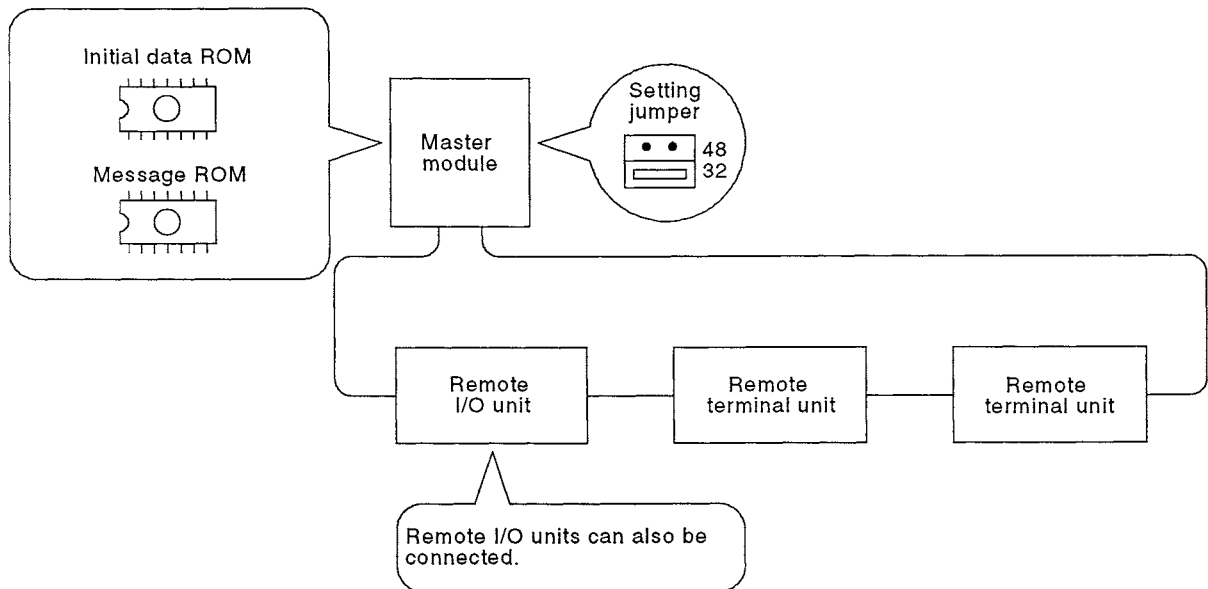 Initial data ROM
Message ROM
Master
module
Setting
jumper
48
32
Remote
I/O unit
Remote
terminal unit
Remote
terminal unit
Remote I/O units can also be
connected.